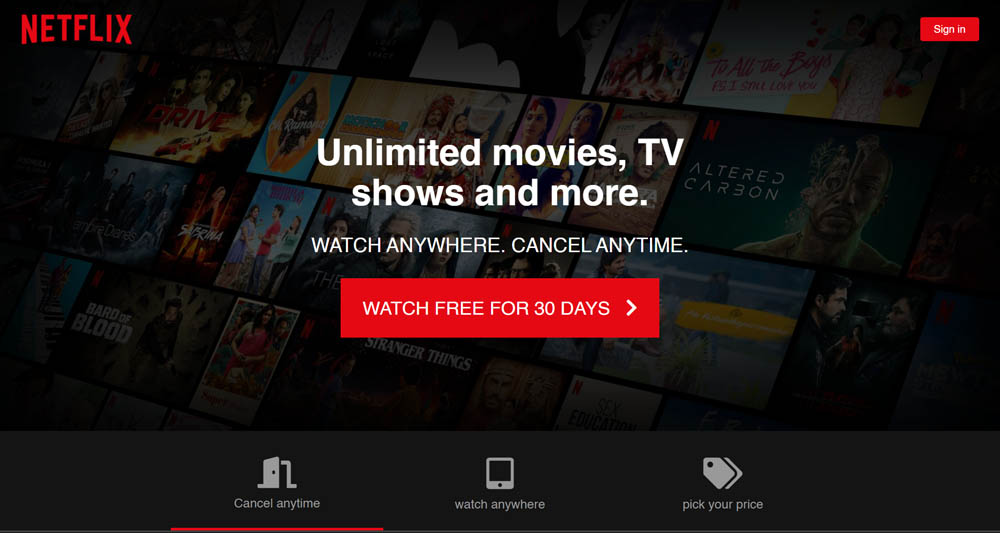 NETFLIX
Sign in
To All the Boys
P.S. I STILL LOVE YOU
DRIVE
Oh, Ramona!
ALTERED
CARBON
Unlimited movies, TV
shows and more.
WATCH ANYWHERE. CANCEL ANYTIME.
WATCH FREE FOR 30 DAYS
BARD OF
BLOOD
STRANGER THINGS
SEX
EDUCATION
Cancel anytime
watch anywhere
pick your price